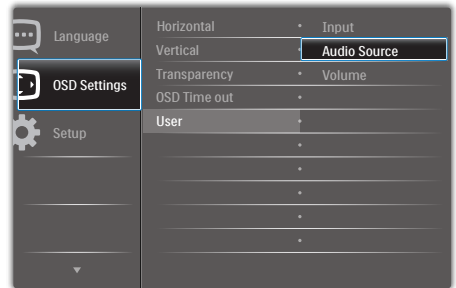 Language
OSD Settings
Setup
Horizontal
Vertical
Transparency
OSD Time out
User
Input
Audio Source
Volume